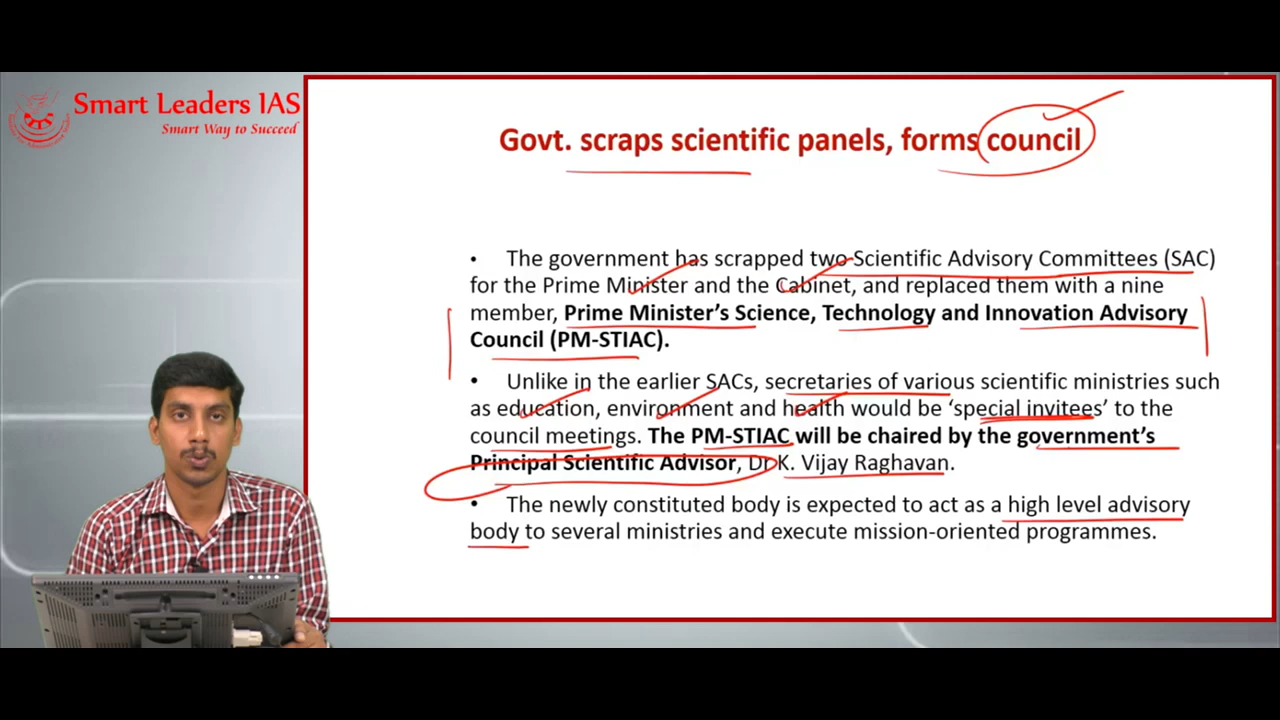 Smart Leaders IAS
Smart Way to Succeed
Govt. scraps scientific panels, forms council
• The government has scrapped two Scientific Advisory Committees (SAC)
for the Prime Minister and the Cabinet, and replaced them with a nine
member, Prime Minister’s Science, Technology and Innovation Advisory
Council (PM-STIAC).
• Unlike in the earlier SACs, secretaries of various scientific ministries such
as education, environment and health would be ‘special invitees’ to the
council meetings. The PM-STIAC will be chaired by the government’s
Principal Scientific Advisor, Dr K. Vijay Raghavan.
• The newly constituted body is expected to act as a high level advisory
body to several ministries and execute mission-oriented programmes.